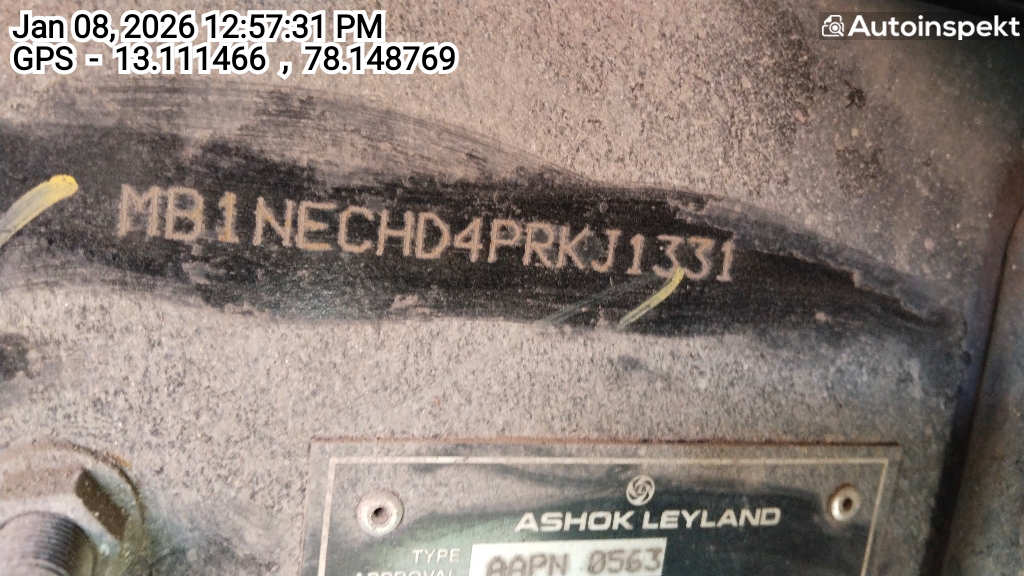 Jan 08, 2026 12:57:31 PM
GPS - 13.111466 , 78.148769
Autoinspekt
MB1NECHD4PRKJ1331
ASHOK LEYLAND
TYPE
APPROVAL
AAPN 0563